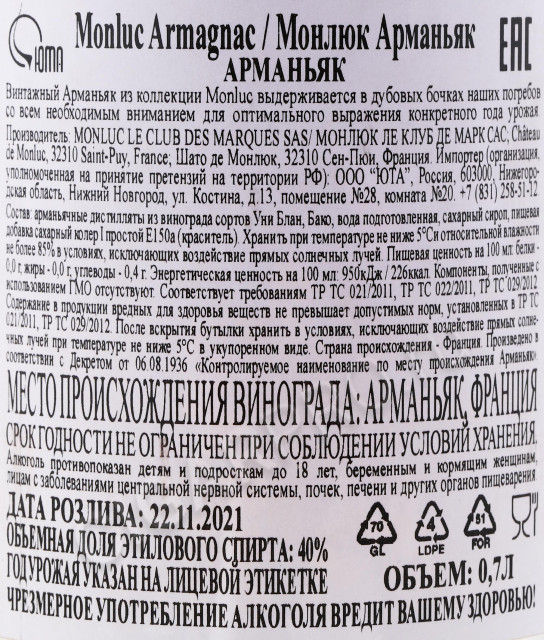 ЮТА
Monluc Armagnac / Монлюк Арманьяк
АРМАНЬЯК
EAC
Винтажный Арманьяк из коллекции Monluc выдерживается в дубовых бочках наших погребов
со всем необходимым вниманием для оптимального выражения конкретного года урожая
Производитель: MONLUC LE CLUB DES MARQUES SAS/ МОНЛЮК ЛЕ КЛУБ ДЕ МАРК САС, Château
de Monluc, 32310 Saint-Puy, France; Шато де Монлюк, 32310 Сен-Пюи, Франция. Импортер (организация,
уполномоченная на принятие претензий на территории РФ): ООО "ЮТА", Россия, 603000, Нижегоро-
дская область, Нижний Новгород, ул. Костина, д.13, помещение №28, комната №20. +7 (831) 258-51-12
Состав: арманьячные дистилляты из винограда сортов Уни Блан, Бако, вода подготовленная, сахарный сироп, пищевая
добавка сахарный колер I простой E150a (краситель). Хранить при температуре не ниже 5°С и относительной влажности
не более 85% в условиях, исключающих воздействие прямых солнечных лучей. Пищевая ценность на 100 мл: белки -
0,0 г, жиры - 0,0 г, углеводы - 0,4 г. Энергетическая ценность на 100 мл: 950кДж / 226ккал. Компоненты, полученные с
использованием ГМО отсутствуют. Соответствует требованиям ТР ТС 021/2011, ТР ТС 022/2011, ТР ТС 029/2012
Содержание в продукции вредных для здоровья веществ не превышает допустимых норм, установленных в ТР ТС
021/2011, ТР ТС 029/2012. После вскрытия бутылки хранить в условиях, исключающих воздействие прямых солне-
чных лучей при температуре не ниже 5°С в укупоренном виде. Страна происхождения - Франция. Произведено в
соответствии с Декретом от 06.08.1936 «Контролируемое наименование по месту происхождения Арманьяк»
МЕСТО ПРОИСХОЖДЕНИЯ ВИНОГРАДА: АРМАНЬЯК, ФРАНЦИЯ
СРОК ГОДНОСТИ НЕ ОГРАНИЧЕН ПРИ СОБЛЮДЕНИИ УСЛОВИЙ ХРАНЕНИЯ.
Алкоголь противопоказан детям и подросткам до 18 лет, беременным и кормящим женщинам,
лицам с заболеваниями центральной нервной системы, почек, печени и других органов пищеварения
ДАТА РОЗЛИВА: 22.11.2021
ОБЪЕМНАЯ ДОЛЯ ЭТИЛОВОГО СПИРТА: 40%
ГОД УРОЖАЯ УКАЗАН НА ЛИЦЕВОЙ ЭТИКЕТКЕ
70 GL
4 LDPE
51 FOR
ОБЪЕМ: 0,7Л
ЧРЕЗМЕРНОЕ УПОТРЕБЛЕНИЕ АЛКОГОЛЯ ВРЕДИТ ВАШЕМУ ЗДОРОВЬЮ!